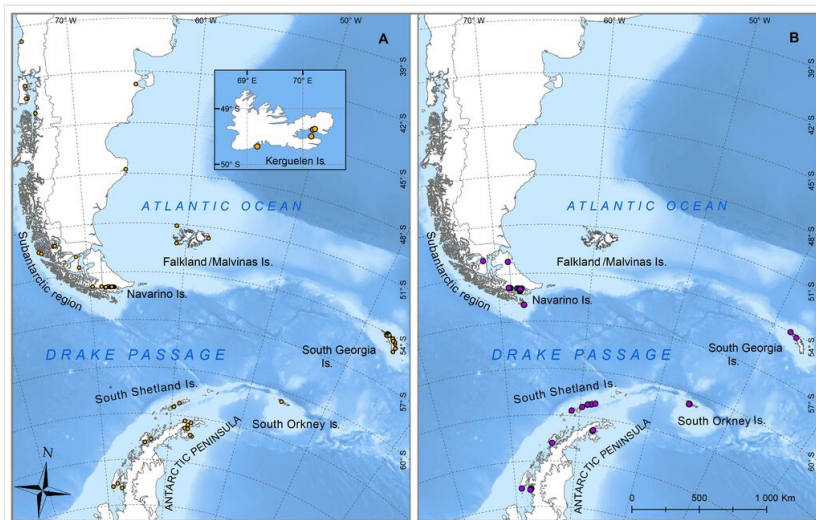 70° W
60° W
50° W
A
39° S
42° S
45° S
48° S
51° S
54° S
57° S
60° S
69° E
70° E
49° S
50° S
Kerguelen Is.
ATLANTIC OCEAN
Subantarctic region
Falkland /Malvinas Is.
Navarino Is.
DRAKE PASSAGE
South Georgia
Is.
South Shetland Is.
South Orkney Is.
ANTARCTIC PENINSULA
N
70° W
60° W
50° W
B
39° S
42° S
45° S
48° S
51° S
54° S
57° S
60° S
ATLANTIC OCEAN
Subantarctic region
Falkland /Malvinas Is.
Navarino Is.
DRAKE PASSAGE
South Georgia
Is.
South Shetland Is.
South Orkney Is.
ANTARCTIC PENINSULA
0 500 1 000 Km